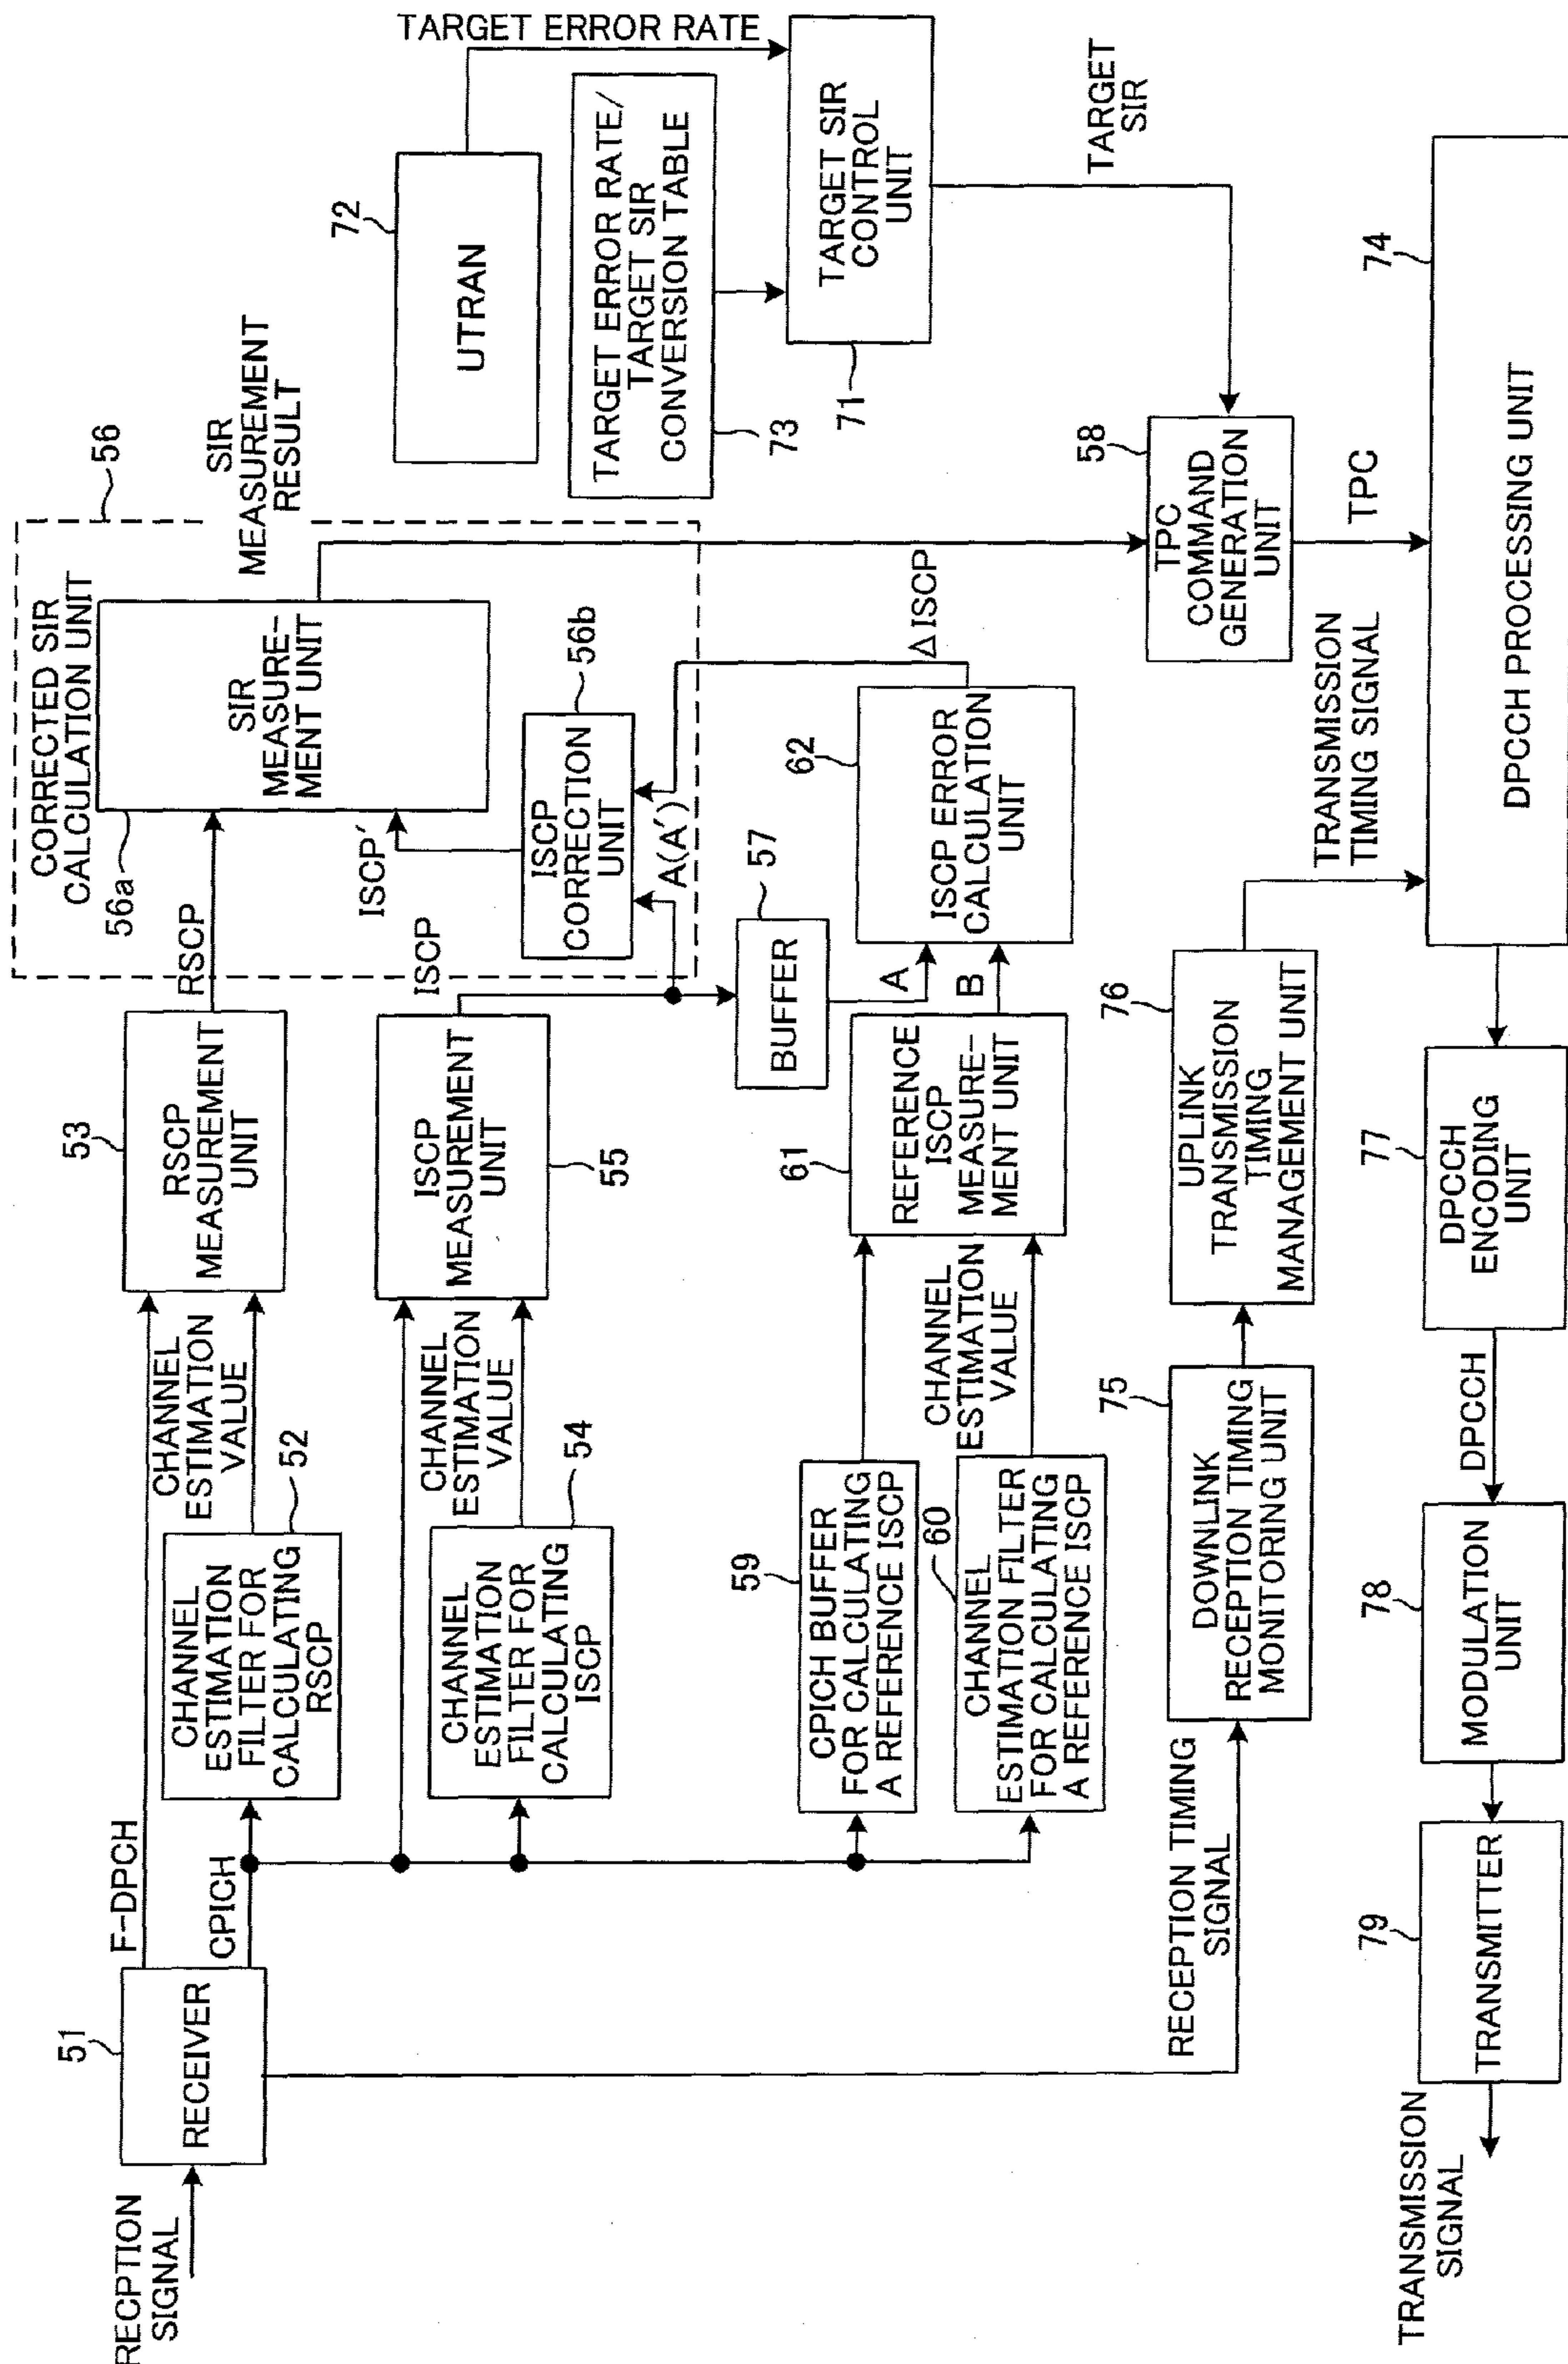 RECPTION
SIGNAL
51
RECEIVER
F-DPCH
CPICH
CHANNEL
ESTIMATION
FILTER FOR
CALCULATING
RSCP
52
CHANNEL
ESTIMATION
VALUE
53
RSCP
MEASUREMENT
UNIT
RSCP
CHANNEL
ESTIMATION
FILTER FOR
CALCULATING
ISCP
54
CHANNEL
ESTIMATION
VALUE
ISCP
MEASUREMENT
UNIT
55
ISCP
CORRECTED SIR
CALCULATION UNIT
56a
SIR
MEASURE-
MENT UNIT
ISCP'
ISCP
CORRECTION
UNIT
56b
A(A')
56
SIR
MEASUREMENT
RESULT
BUFFER
57
A
B
CPICH BUFFER
FOR CALCULATING
A REFERENCE ISCP
59
CHANNEL
ESTIMATION FILTER
FOR CALCULATING
A REFERENCE ISCP
60
CHANNEL
ESTIMATION
VALUE
REFERENCE
ISCP
MEASURE-
MENT UNIT
61
ISCP ERROR
CALCULATION
UNIT
62
Δ ISCP
72
UTRAN
TARGET ERROR RATE
TARGET ERROR RATE/
TARGET SIR
CONVERSION TABLE
73
TARGET SIR
CONTROL
UNIT
71
TARGET
SIR
58
TPC
COMMAND
GENERATION
UNIT
TPC
RECEPTION TIMING
SIGNAL
75
DOWNLINK
RECEPTION TIMING
MONITORING UNIT
76
UPLINK
TRANSMISSION
TIMING
MANAGEMENT UNIT
TRANSMISSION
TIMING SIGNAL
74
DPCCH PROCESSING UNIT
77
DPCCH
ENCODING
UNIT
DPCCH
78
MODULATION
UNIT
79
TRANSMITTER
TRANSMISSION
SIGNAL